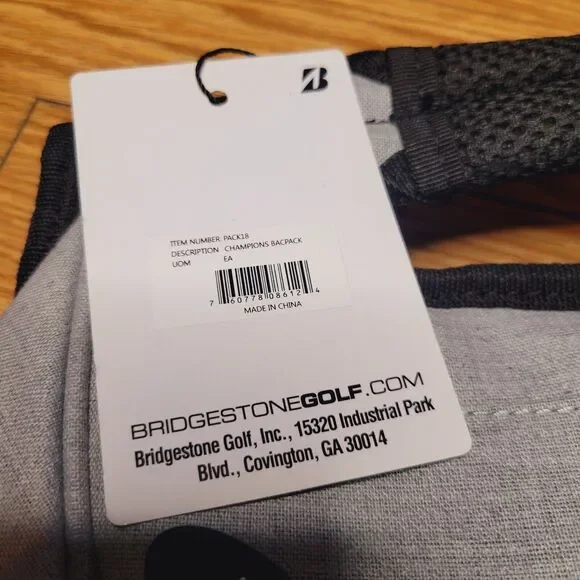 B
ITEM NUMBER PACK18
DESCRIPTION CHAMPIONS BACPACK
UOM EA
7 60778 08612 4
MADE IN CHINA
BRIDGESTONEGOLF.COM
Bridgestone Golf, Inc., 15320 Industrial Park
Blvd., Covington, GA 30014